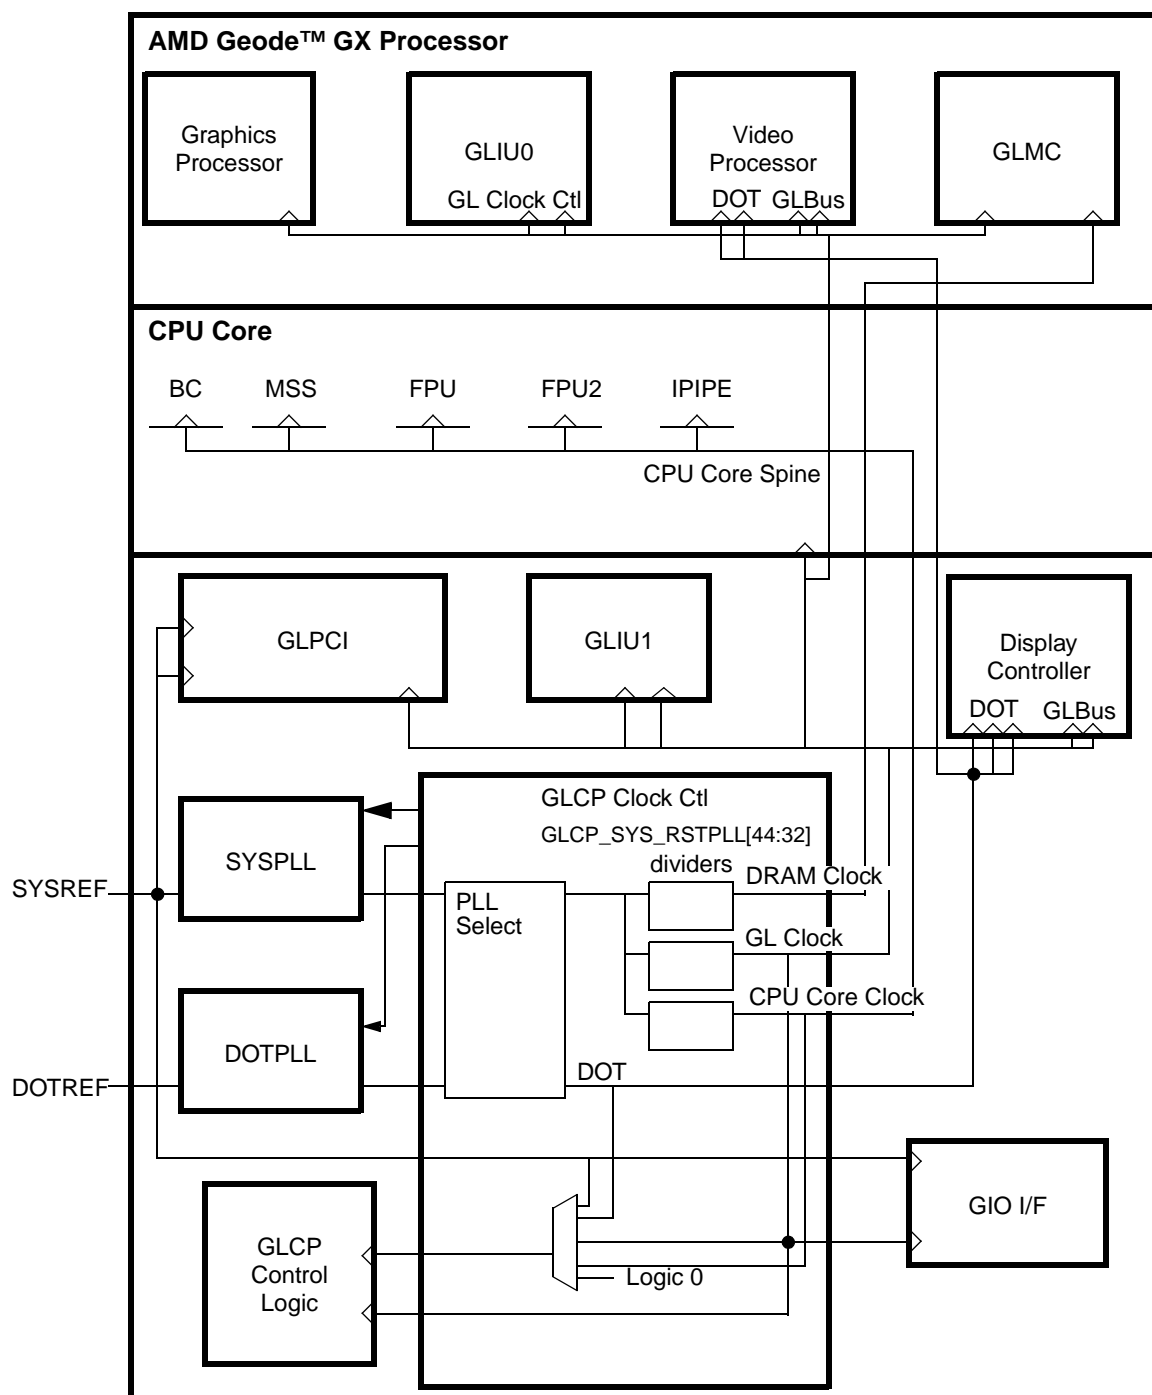 AMD Geode™ GX Processor
Graphics
Processor
GLIU0
GL Clock Ctl
Video
Processor
DOT GLBus
GLMC
CPU Core
BC
MSS
FPU
FPU2
IPIPE
CPU Core Spine
GLPCI
GLIU1
Display
Controller
DOT GLBus
GLCP Clock Ctl
GLCP_SYS_RSTPLL[44:32]
dividers
SYSPLL
SYSREF
PLL
Select
DRAM Clock
GL Clock
CPU Core Clock
DOTPLL
DOTREF
DOT
GIO I/F
GLCP
Control
Logic
Logic 0